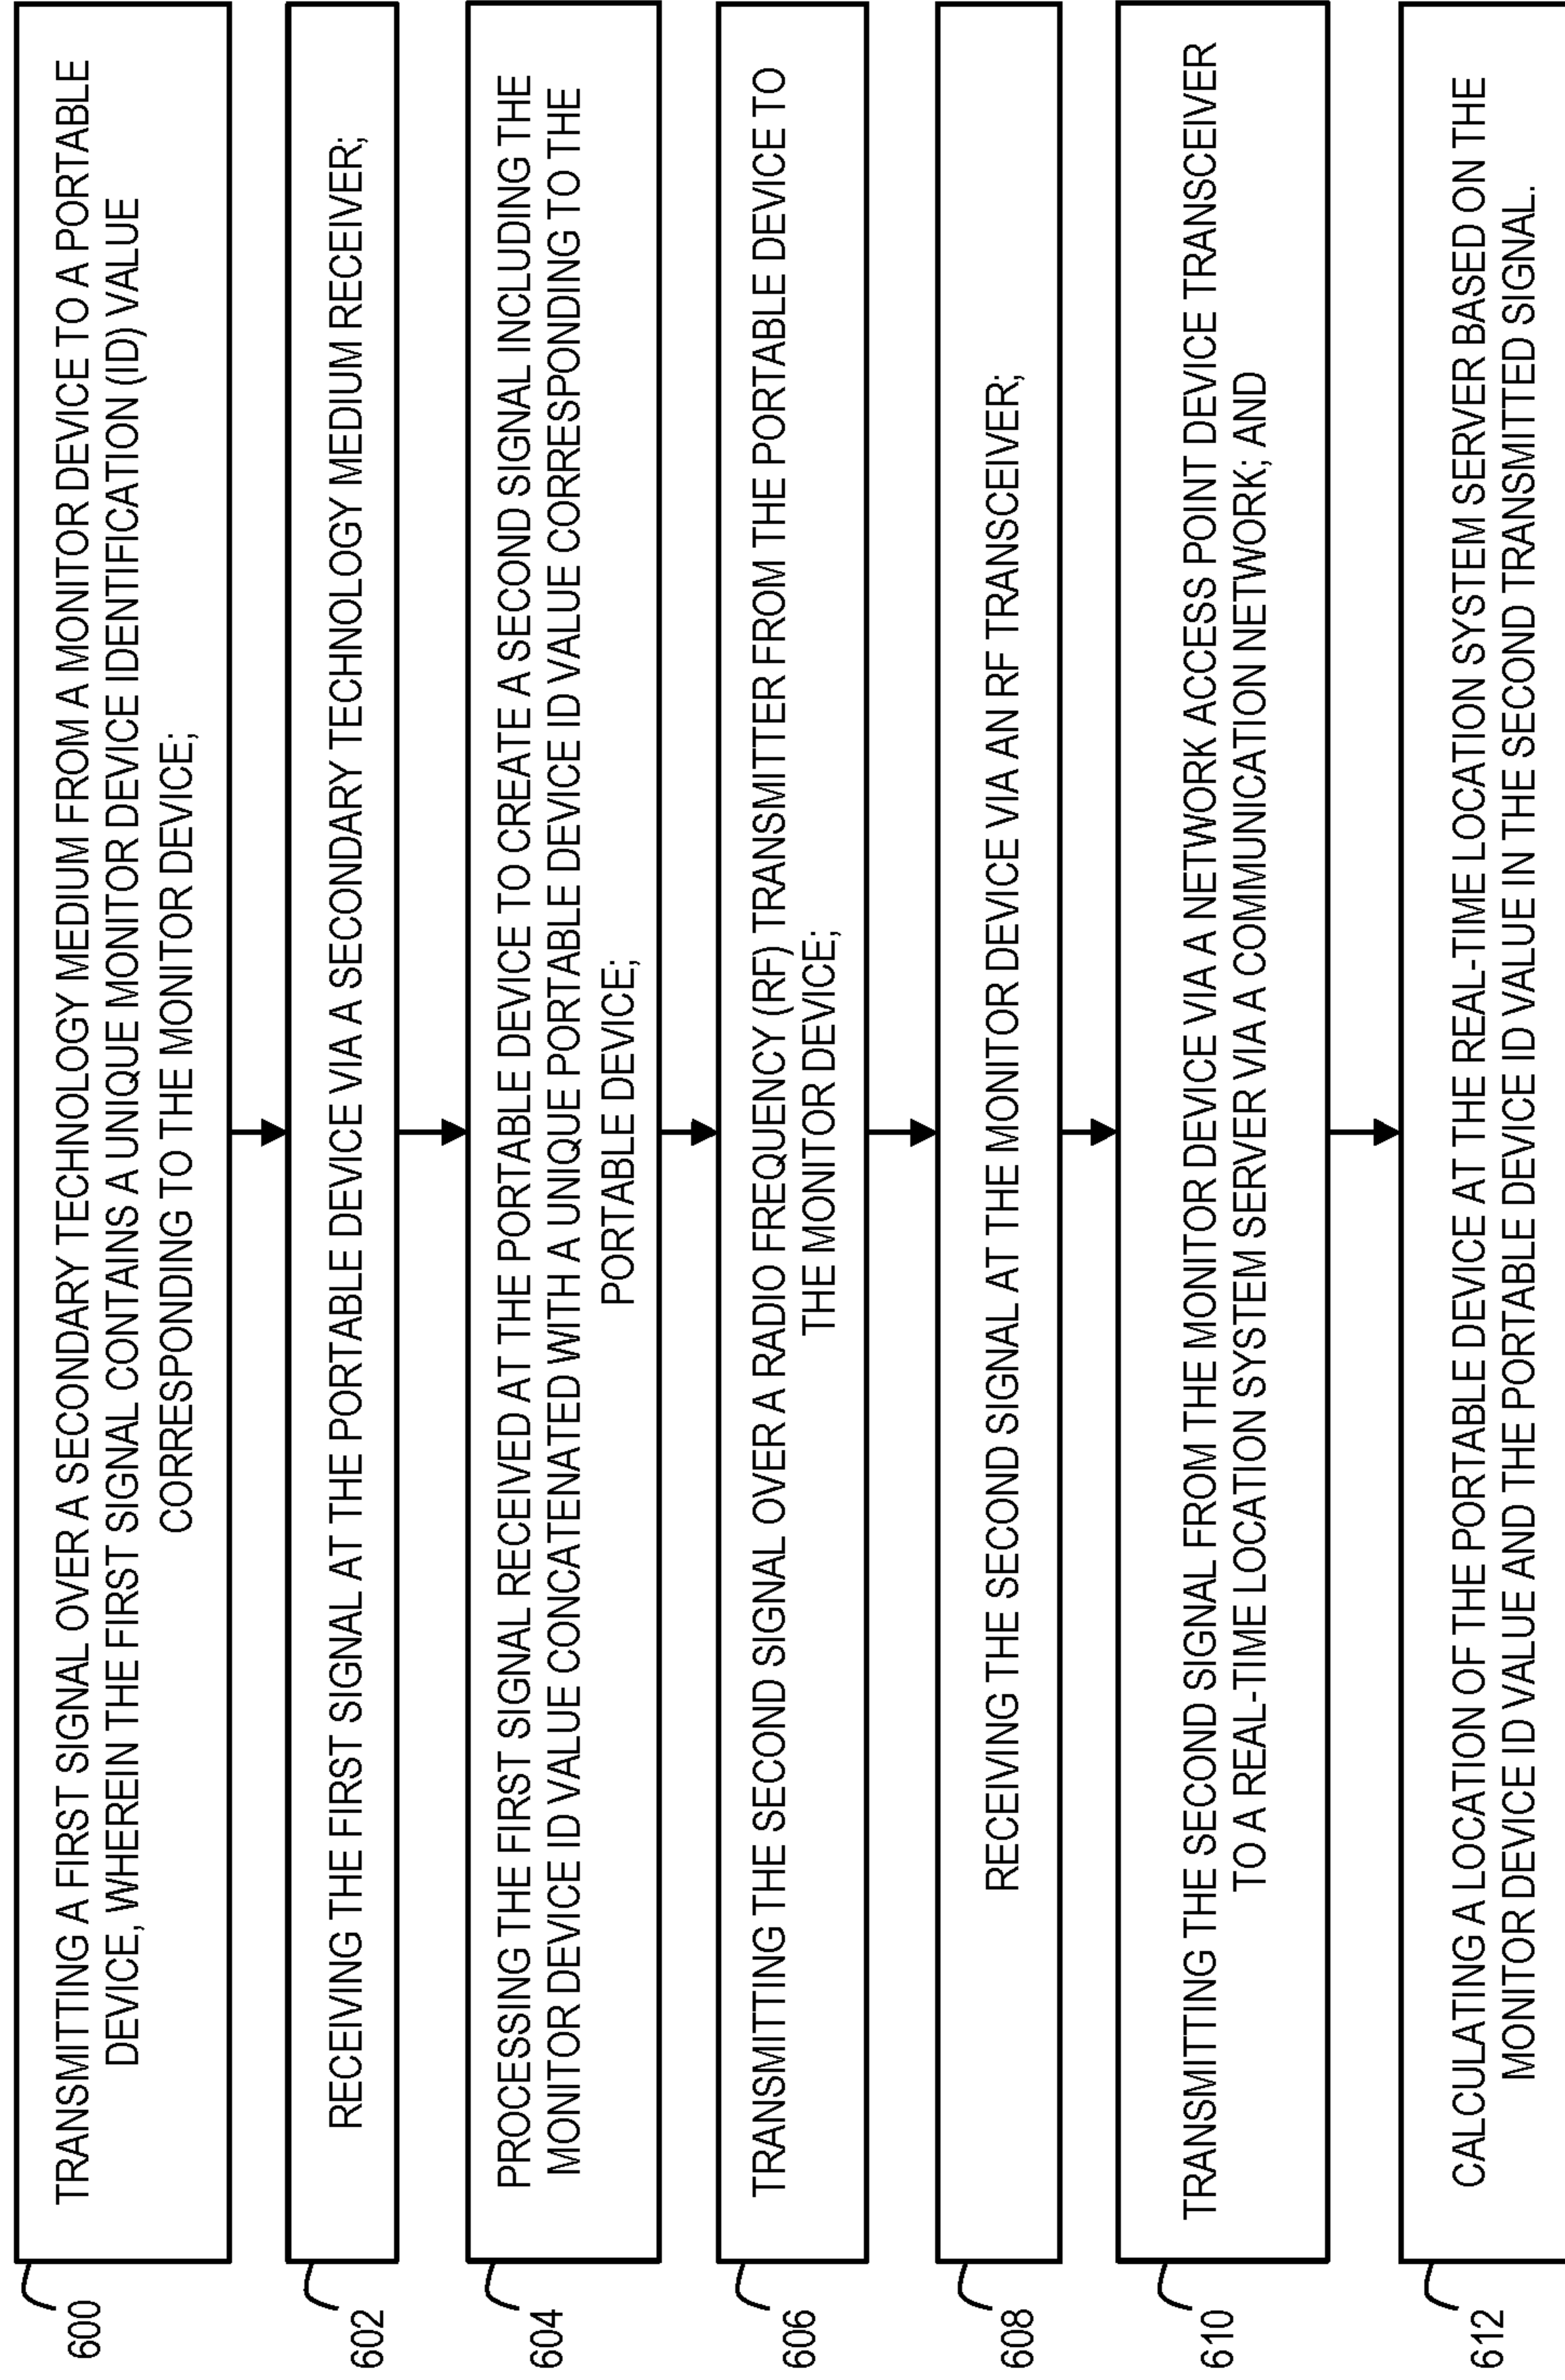 TRANSMITTING A FIRST SIGNAL OVER A SECONDARY TECHNOLOGY MEDIUM FROM A MONITOR DEVICE TO A PORTABLE
DEVICE, WHEREIN THE FIRST SIGNAL CONTAINS A UNIQUE MONITOR DEVICE IDENTIFICATION (ID) VALUE
CORRESPONDING TO THE MONITOR DEVICE;
600
RECEIVING THE FIRST SIGNAL AT THE PORTABLE DEVICE VIA A SECONDARY TECHNOLOGY MEDIUM RECEIVER;
602
PROCESSING THE FIRST SIGNAL RECEIVED AT THE PORTABLE DEVICE TO CREATE A SECOND SIGNAL INCLUDING THE
MONITOR DEVICE ID VALUE CONCATENATED WITH A UNIQUE PORTABLE DEVICE ID VALUE CORRESPONDING TO THE
PORTABLE DEVICE;
604
TRANSMITTING THE SECOND SIGNAL OVER A RADIO FREQUENCY (RF) TRANSMITTER FROM THE PORTABLE DEVICE TO
THE MONITOR DEVICE;
606
RECEIVING THE SECOND SIGNAL AT THE MONITOR DEVICE VIA AN RF TRANSCEIVER;
608
TRANSMITTING THE SECOND SIGNAL FROM THE MONITOR DEVICE VIA A NETWORK ACCESS POINT DEVICE TRANSCEIVER
TO A REAL-TIME LOCATION SYSTEM SERVER VIA A COMMUNICATION NETWORK; AND
610
CALCULATING A LOCATION OF THE PORTABLE DEVICE AT THE REAL-TIME LOCATION SYSTEM SERVER BASED ON THE
MONITOR DEVICE ID VALUE AND THE PORTABLE DEVICE ID VALUE IN THE SECOND TRANSMITTED SIGNAL.
612